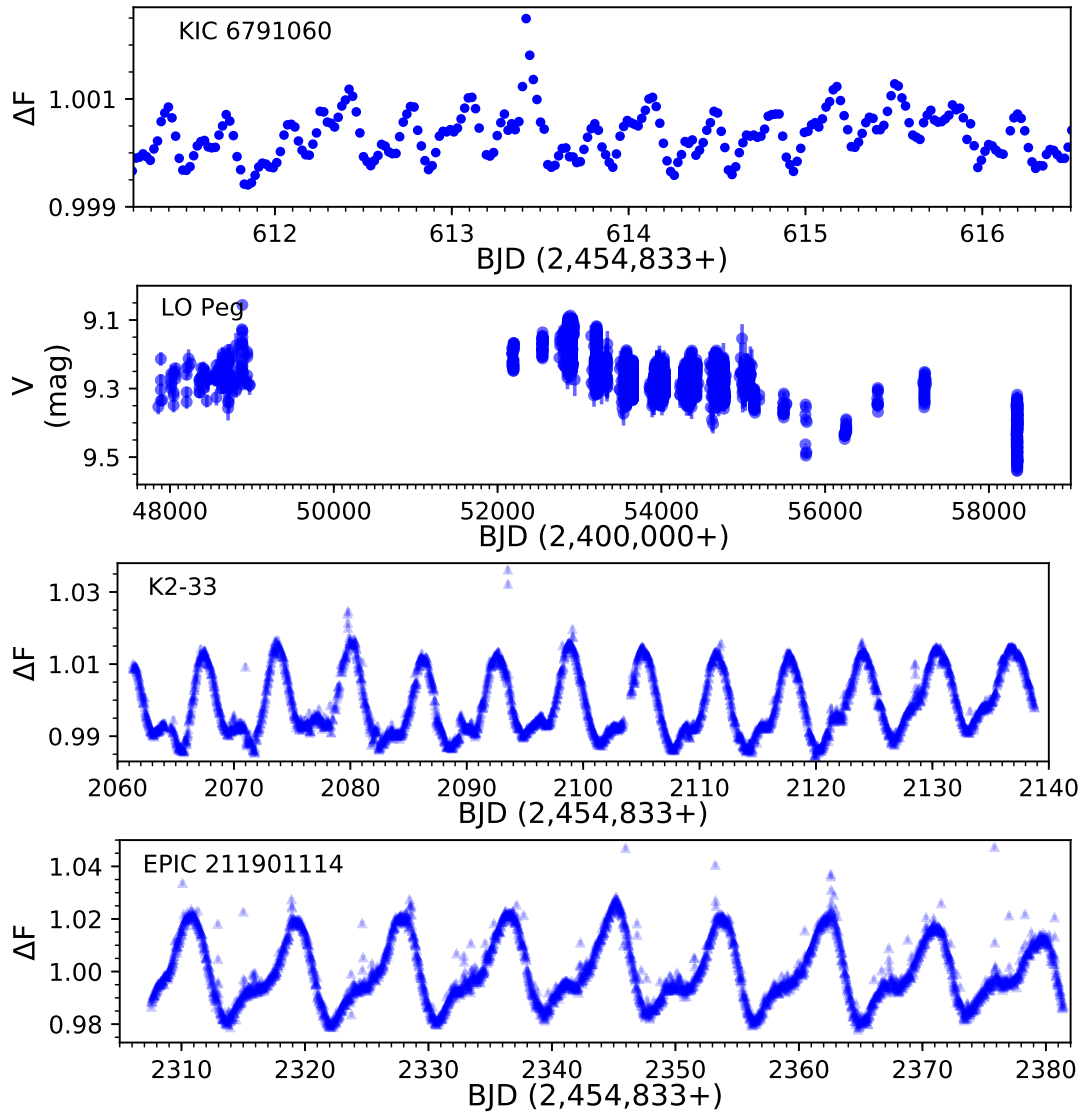 KIC 6791060
ΔF
1.001
0.999
612 613 614 615 616
BJD (2,454,833+)
LO Peg
V
(mag)
9.1
9.3
9.5
48000 50000 52000 54000 56000 58000
BJD (2,400,000+)
K2-33
ΔF
1.03
1.01
0.99
2060 2070 2080 2090 2100 2110 2120 2130 2140
BJD (2,454,833+)
EPIC 211901114
ΔF
1.04
1.02
1.00
0.98
2310 2320 2330 2340 2350 2360 2370 2380
BJD (2,454,833+)